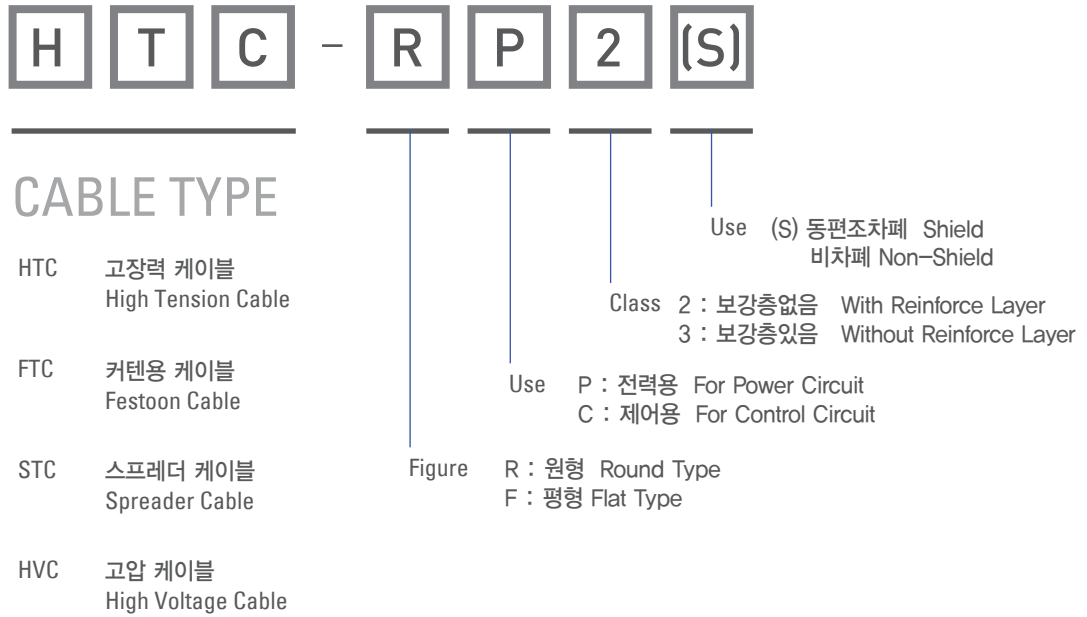 HTC-RP2(S)
CABLE TYPE
HTC 고장력 케이블
High Tension Cable
FTC 커텐용 케이블
Festoon Cable
STC 스프레더 케이블
Spreader Cable
HVC 고압 케이블
High Voltage Cable
Use (S) 동편조차폐 Shield
비차폐 Non-Shield
Class 2 : 보강층없음 With Reinforce Layer
3 : 보강층있음 Without Reinforce Layer
Use P : 전력용 For Power Circuit
C : 제어용 For Control Circuit
Figure R : 원형 Round Type
F : 평형 Flat Type